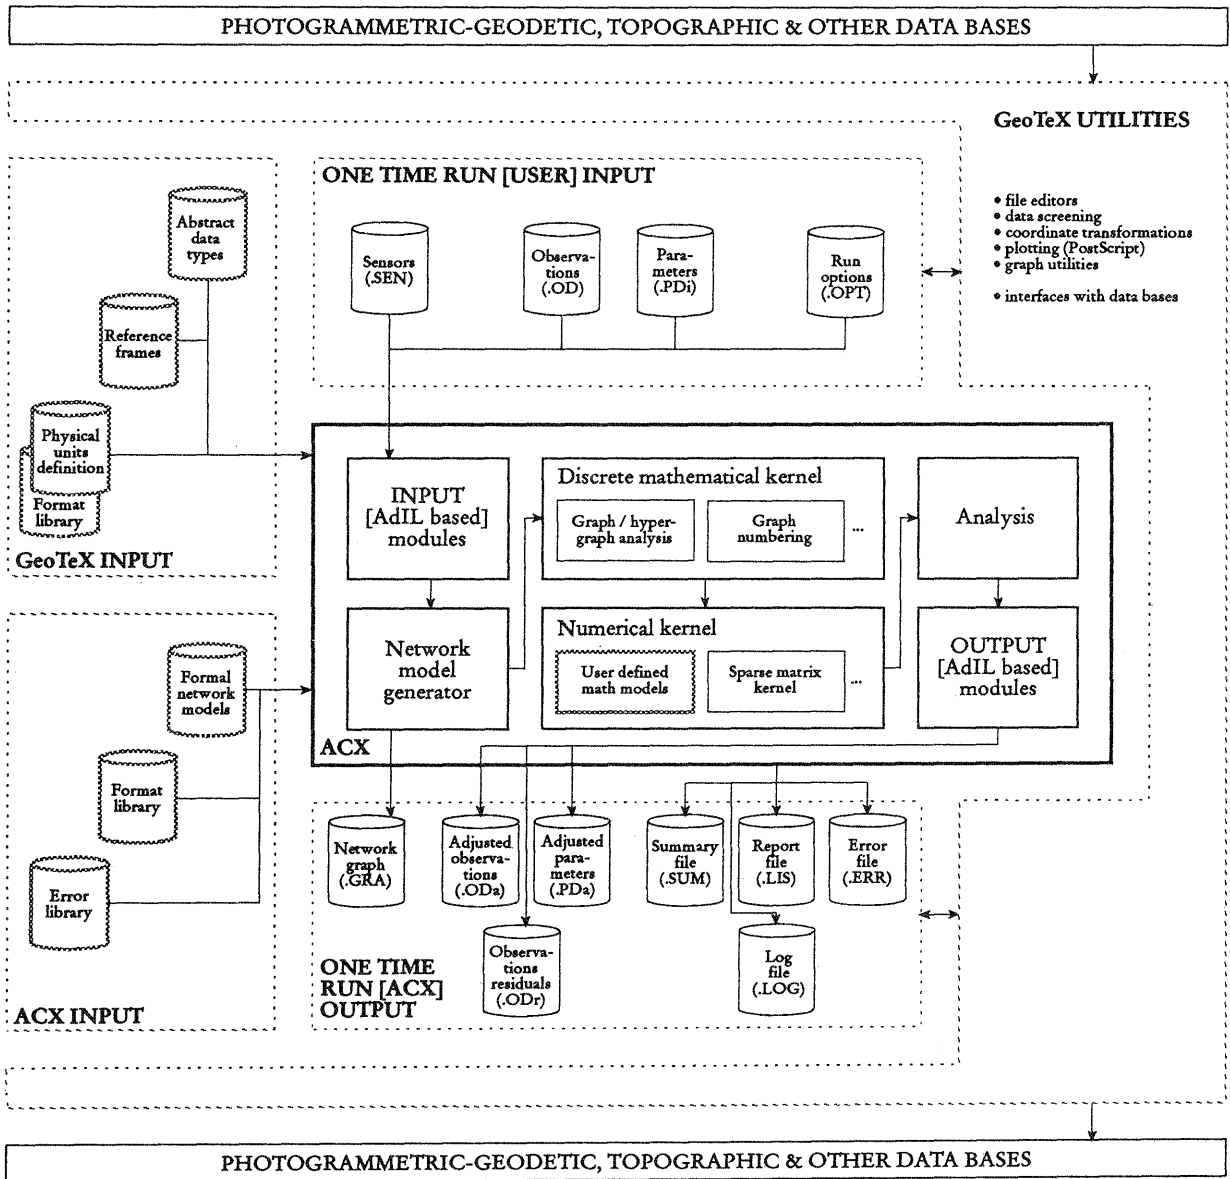 PHOTOGRAMMETRIC-GEODETIC, TOPOGRAPHIC & OTHER DATA BASES
GeoTeX UTILITIES
• file editors
• data screening
• coordinate transformations
• plotting (PostScript)
• graph utilities
• interfaces with data bases
ONE TIME RUN [USER] INPUT
Sensors
(.SEN)
Observa-
tions
(.OD)
Para-
meters
(.PDi)
Run
options
(.OPT)
Abstract
data
types
Reference
frames
Physical
units
definition
Format
library
GeoTeX INPUT
INPUT
[AdIL based]
modules
Discrete mathematical kernel
Graph / hyper-
graph analysis
Graph
numbering
...
Analysis
Network
model
generator
Numerical kernel
User defined
math models
Sparse matrix
kernel
...
OUTPUT
[AdIL based]
modules
ACX
Formal
network
models
Format
library
Error
library
ACX INPUT
Network
graph
(.GRA)
Adjusted
observa-
tions
(.ODa)
Adjusted
para-
meters
(.PDa)
Summary
file
(.SUM)
Report
file
(.LIS)
Error
file
(.ERR)
Observa-
tions
residuals
(.ODr)
Log
file
(.LOG)
ONE TIME
RUN [ACX]
OUTPUT
PHOTOGRAMMETRIC-GEODETIC, TOPOGRAPHIC & OTHER DATA BASES